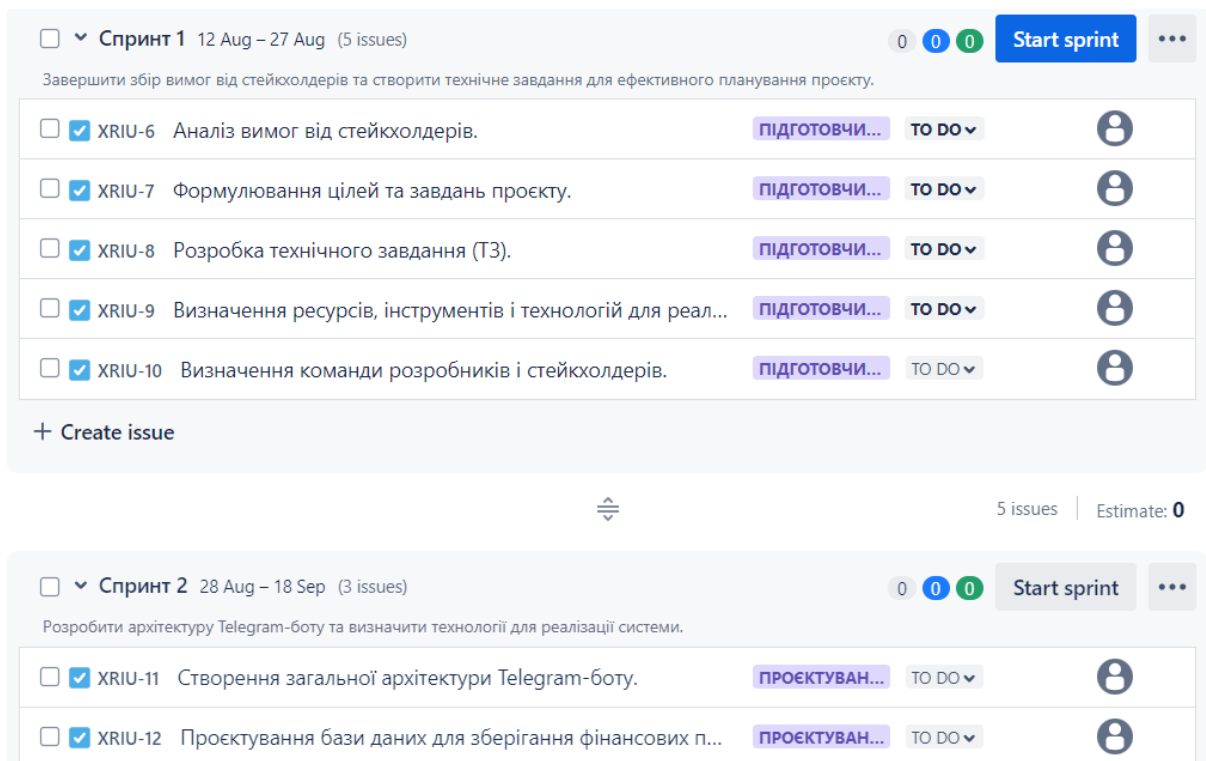 Спринт 1 12 Aug – 27 Aug (5 issues) 0 0 0 Start sprint •••
Завершити збір вимог від стейкхолдерів та створити технічне завдання для ефективного планування проєкту.
XRIU-6 Аналіз вимог від стейкхолдерів. ПІДГОТОВЧИ... TO DO
XRIU-7 Формулювання цілей та завдань проєкту. ПІДГОТОВЧИ... TO DO
XRIU-8 Розробка технічного завдання (ТЗ). ПІДГОТОВЧИ... TO DO
XRIU-9 Визначення ресурсів, інструментів і технологій для реал... ПІДГОТОВЧИ... TO DO
XRIU-10 Визначення команди розробників і стейкхолдерів. ПІДГОТОВЧИ... TO DO
+ Create issue
5 issues Estimate: 0
Спринт 2 28 Aug – 18 Sep (3 issues) 0 0 0 Start sprint •••
Розробити архітектуру Telegram-боту та визначити технології для реалізації системи.
XRIU-11 Створення загальної архітектури Telegram-боту. ПРОЄКТУВАН... TO DO
XRIU-12 Проєктування бази даних для зберігання фінансових п... ПРОЄКТУВАН... TO DO